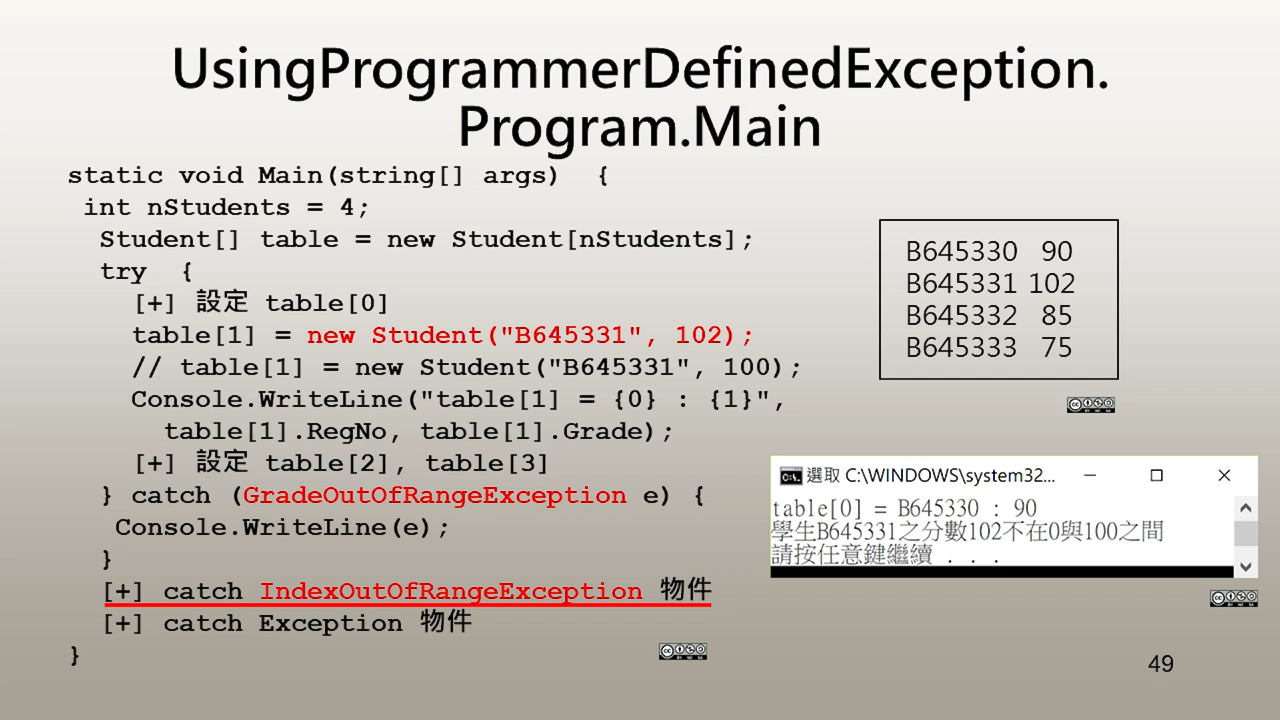 UsingProgrammerDefinedException.
Program.Main
static void Main(string[] args)  {
int nStudents = 4;
Student[] table = new Student[nStudents];
try  {
[+] 設定 table[0]
table[1] = new Student("B645331", 102);
// table[1] = new Student("B645331", 100);
Console.WriteLine("table[1] = {0} : {1}",
table[1].RegNo, table[1].Grade);
[+] 設定 table[2], table[3]
} catch (GradeOutOfRangeException e) {
Console.WriteLine(e);
}
[+] catch IndexOutOfRangeException 物件
[+] catch Exception 物件
}
B645330 90
B645331 102
B645332 85
B645333 75
選取 C:\WINDOWS\system32...
table[0] = B645330 : 90
學生B645331之分數102不在0與100之間
請按任意鍵繼續 . . .
49